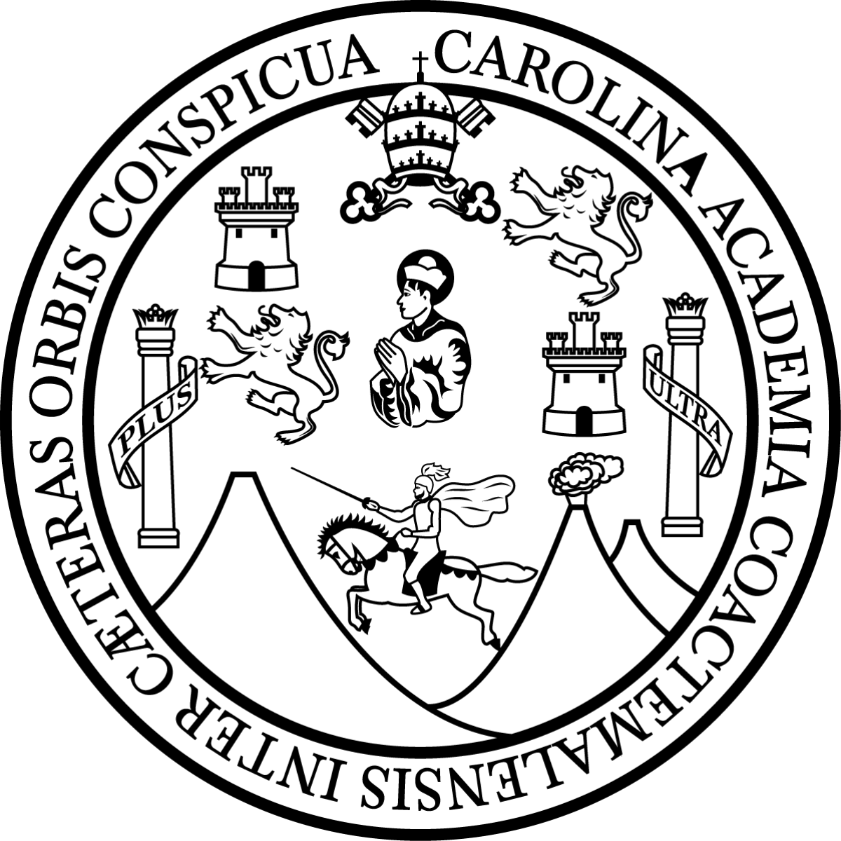 CAROLINA ACADEMIA COACTEMALENSIS INTER CÆTERAS ORBIS CONSPICUA
PLUS
ULTRA